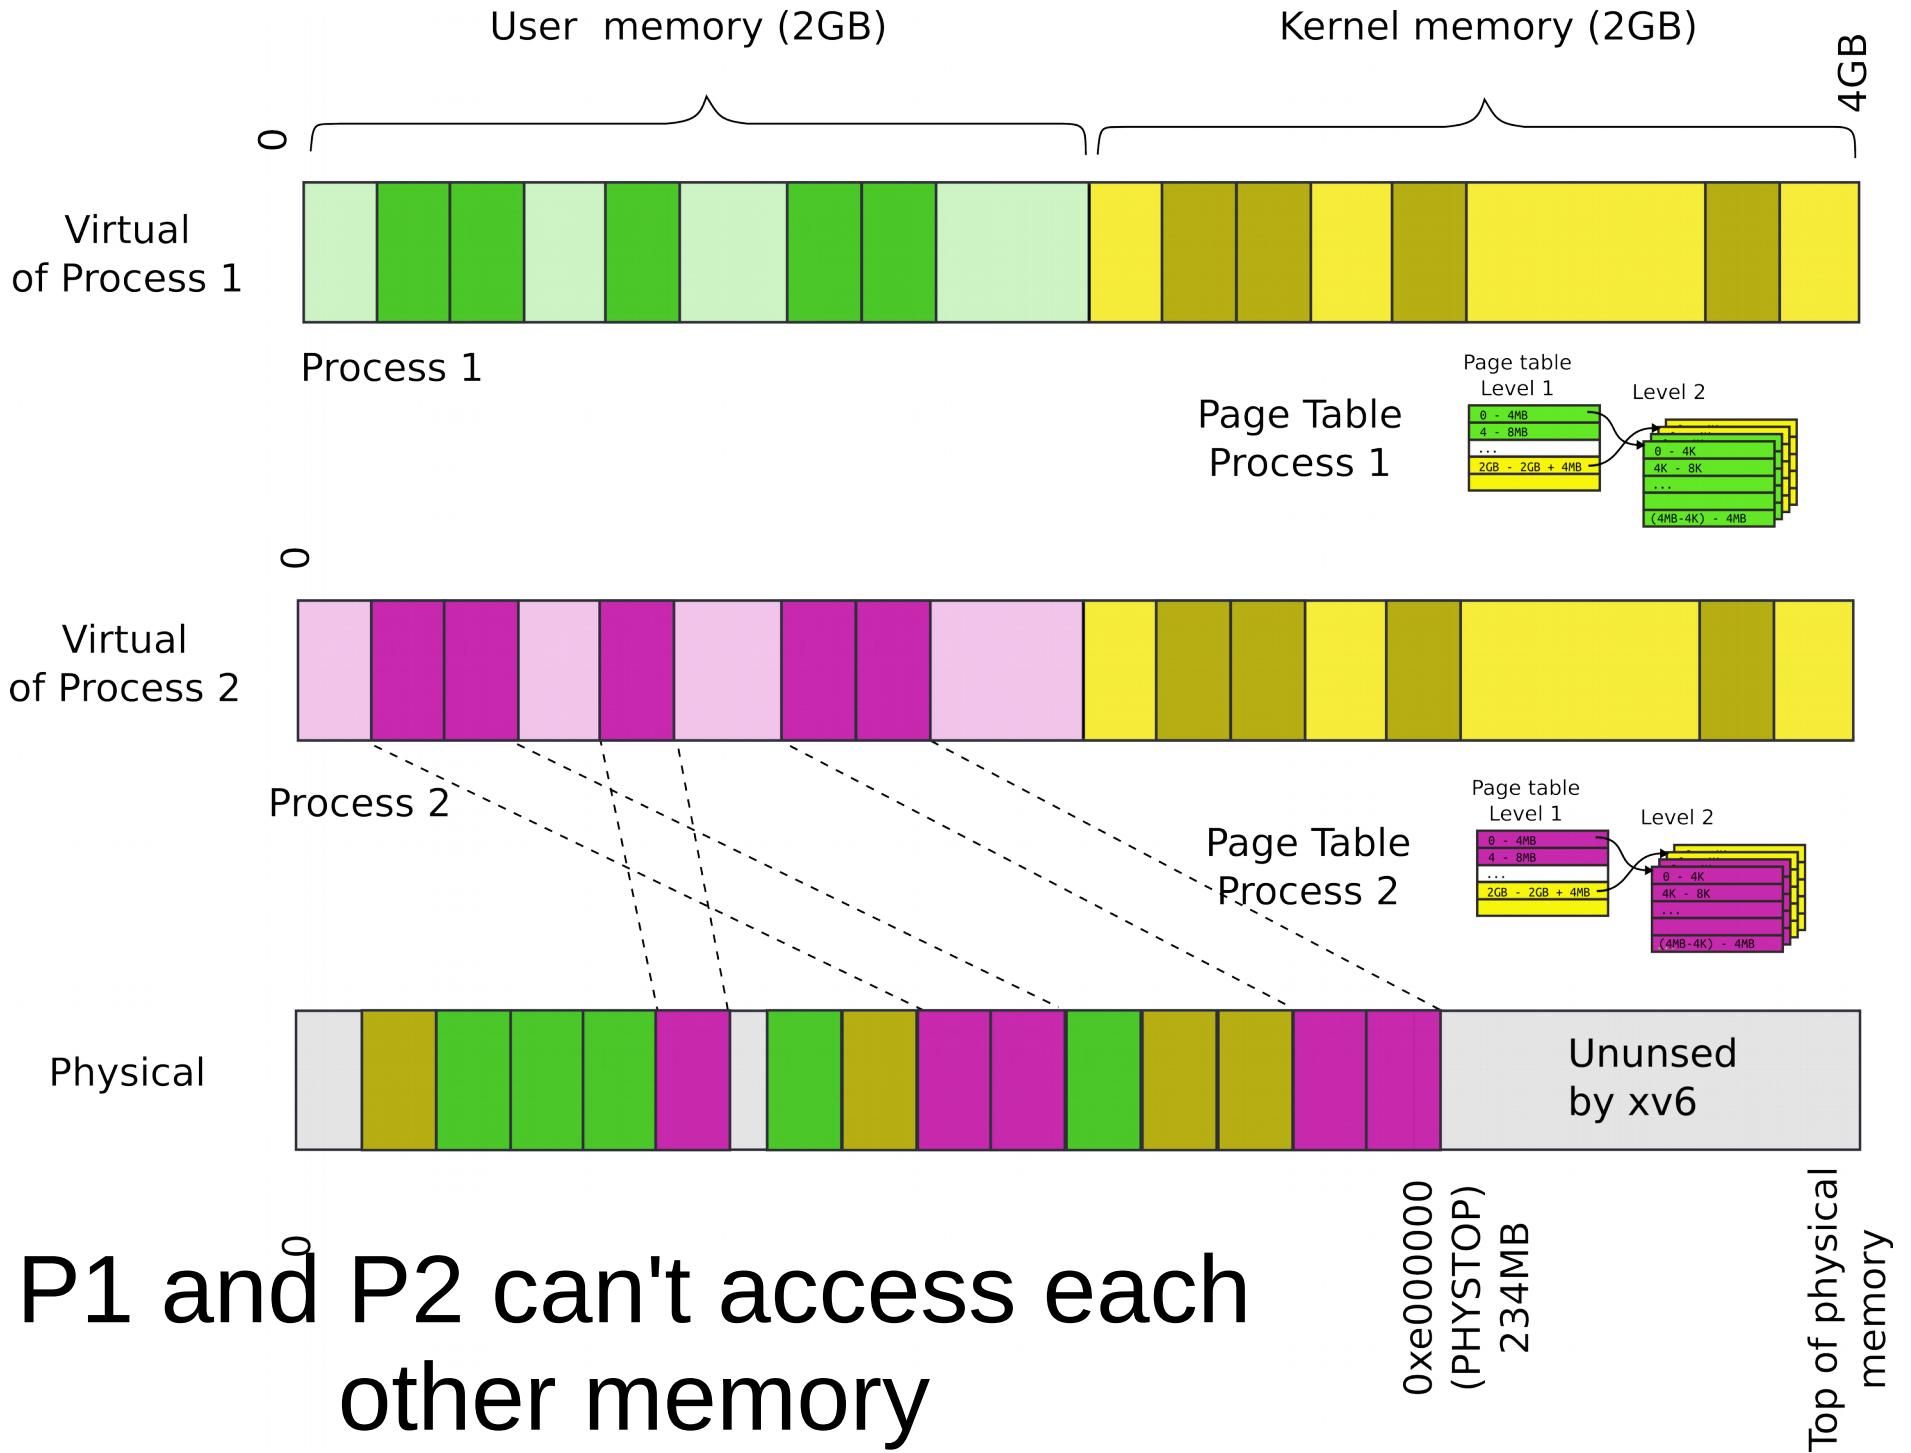 User  memory (2GB)
Kernel memory (2GB)
4GB
0
Virtual
of Process 1
Process 1
Page Table
Process 1
Page table
Level 1
Level 2
0 - 4MB
4 - 8MB
...
2GB - 2GB + 4MB
0 - 4K
4K - 8K
...
(4MB-4K) - 4MB
0
Virtual
of Process 2
Process 2
Page Table
Process 2
Page table
Level 1
Level 2
0 - 4MB
4 - 8MB
...
2GB - 2GB + 4MB
0 - 4K
4K - 8K
...
(4MB-4K) - 4MB
Physical
Ununsed
by xv6
0
0xe000000
(PHYSTOP)
234MB
Top of physical
memory
P1 and P2 can't access each
other memory